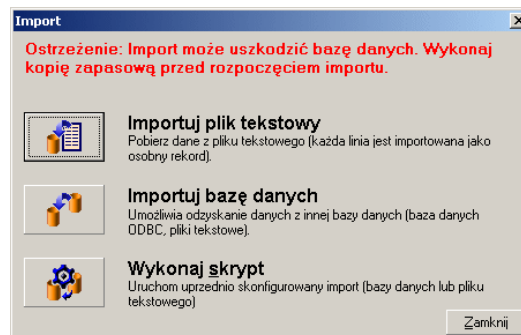 Import
Ostrzeżenie: Import może uszkodzić bazę danych. Wykonaj
kopię zapasową przed rozpoczęciem importu.
Importuj plik tekstowy
Pobierz dane z pliku tekstowego (każda linia jest importowana jako
osobny rekord).
Importuj bazę danych
Umożliwia odzyskanie danych z innej bazy danych (baza danych
ODBC, pliki tekstowe).
Wykonaj skrypt
Uruchom uprzednio skonfigurowany import (bazy danych lub pliku
tekstowego)
Zamknij